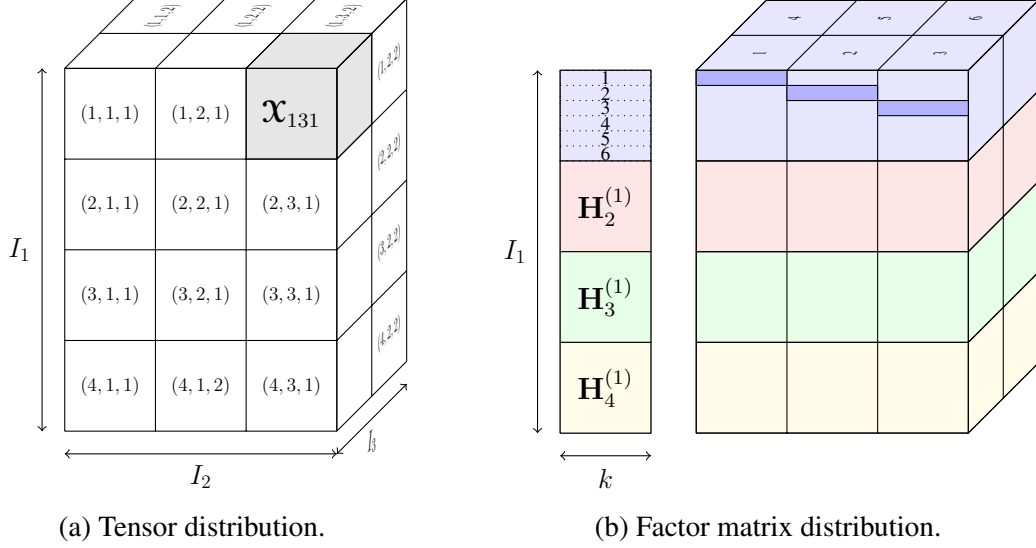 (1, 1, 2) (1, 2, 2) (1, 3, 2)
(1, 1, 1) (1, 2, 1) 𝓧₁₃₁ (1, 2, 2)
(2, 1, 1) (2, 2, 1) (2, 3, 1) (2, 2, 2)
I₁
(3, 1, 1) (3, 2, 1) (3, 3, 1) (3, 2, 2)
(4, 1, 1) (4, 1, 2) (4, 3, 1) (4, 2, 2)
I₂
I₃
(a) Tensor distribution.
4 5 6
1 2 3
1
2
3
4
5
6
H₂⁽¹⁾
I₁
H₃⁽¹⁾
H₄⁽¹⁾
k
(b) Factor matrix distribution.